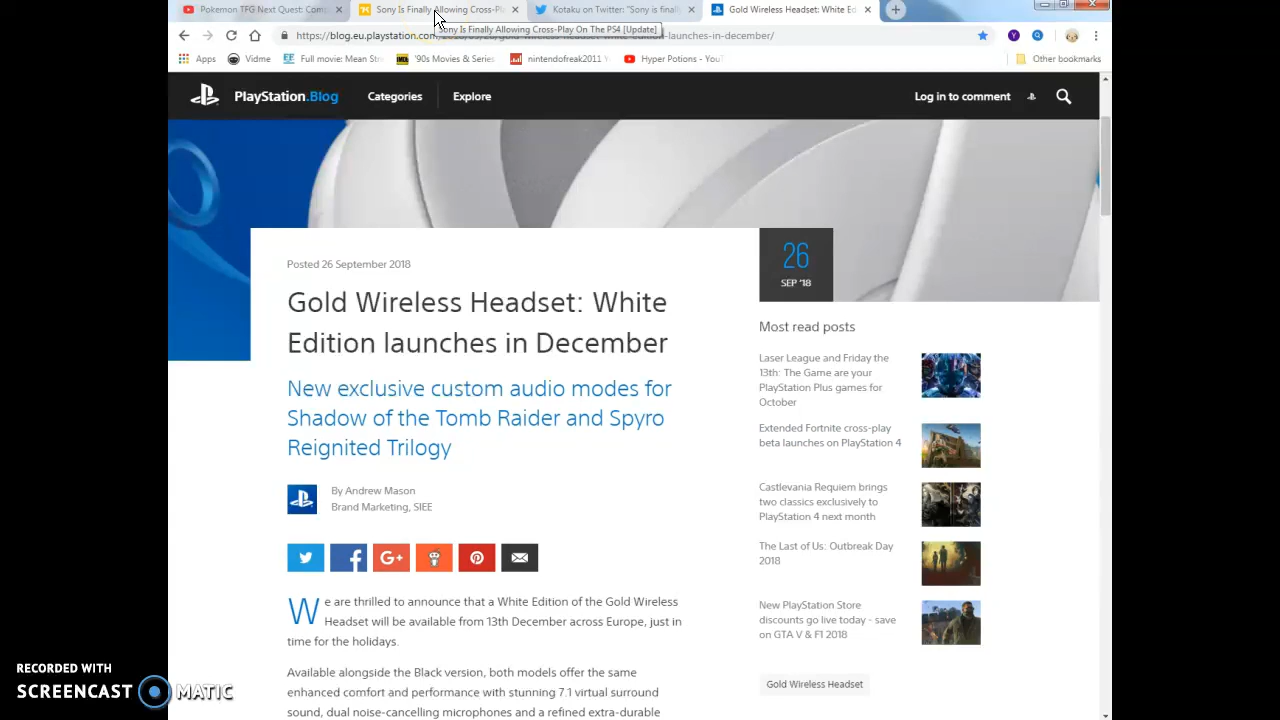 Pokemon TFG Next Quest: Com
Sony Is Finally Allowing Cross-Pl
Kotaku on Twitter: "Sony is finall
Gold Wireless Headset: White Ed
Sony Is Finally Allowing Cross-Play On The PS4 [Update]
https://blog.eu.playstation.com
-launches-in-december/
Apps
Vidme
Full movie: Mean Str
'90s Movies & Series
nintendofreak2011
Hyper Potions - YouT
Other bookmarks
PlayStation.Blog
Categories
Explore
Log in to comment
Posted 26 September 2018
Gold Wireless Headset: White
Edition launches in December
New exclusive custom audio modes for
Shadow of the Tomb Raider and Spyro
Reignited Trilogy
By Andrew Mason
Brand Marketing, SIEE
We are thrilled to announce that a White Edition of the Gold Wireless
Headset will be available from 13th December across Europe, just in
time for the holidays.
Available alongside the Black version, both models offer the same
enhanced comfort and performance with stunning 7.1 virtual surround
sound, dual noise-cancelling microphones and a refined extra-durable
26
SEP '18
Most read posts
Laser League and Friday the
13th: The Game are your
PlayStation Plus games for
October
Extended Fortnite cross-play
beta launches on PlayStation 4
Castlevania Requiem brings
two classics exclusively to
PlayStation 4 next month
The Last of Us: Outbreak Day
2018
New PlayStation Store
discounts go live today - save
on GTA V & F1 2018
Gold Wireless Headset
RECORDED WITH
SCREENCAST MATIC